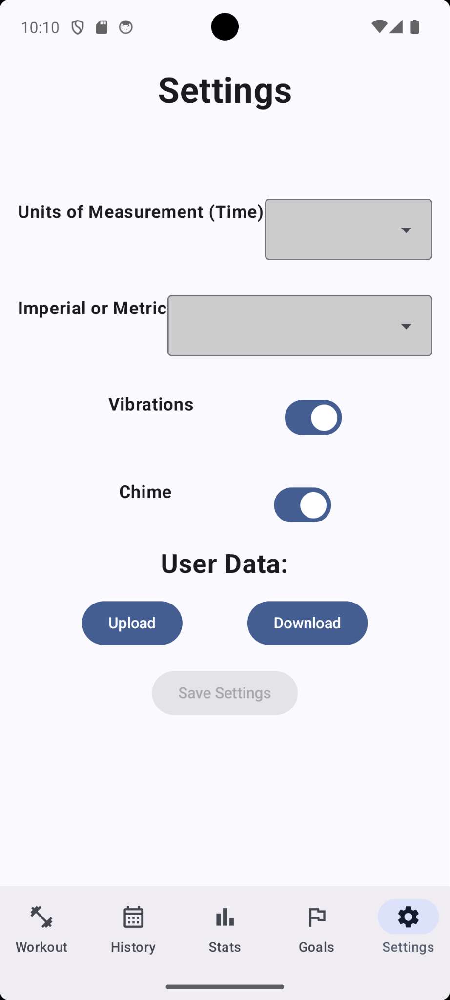 10:10
Settings
Units of Measurement (Time)
Imperial or Metric
Vibrations
Chime
User Data:
Upload Download
Save Settings
Workout History Stats Goals Settings